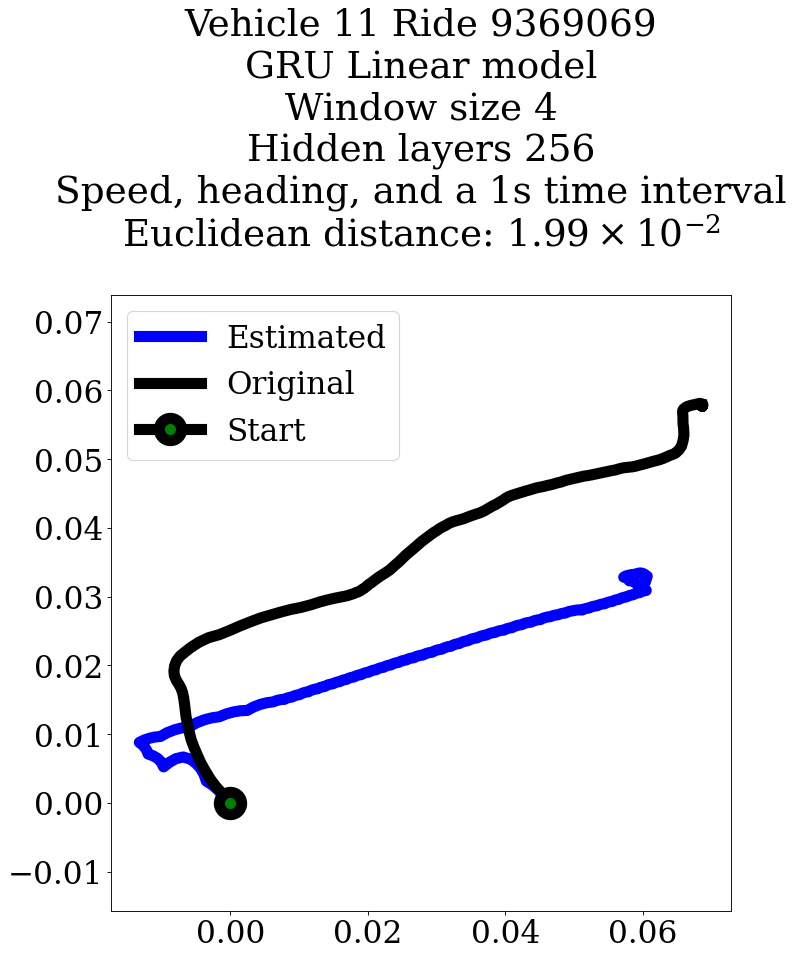 Vehicle 11 Ride 9369069
GRU Linear model
Window size 4
Hidden layers 256
Speed, heading, and a 1s time interval
Euclidean distance: 1.99 × 10⁻²
Estimated
Original
Start
0.07
0.06
0.05
0.04
0.03
0.02
0.01
0.00
−0.01
0.00 0.02 0.04 0.06